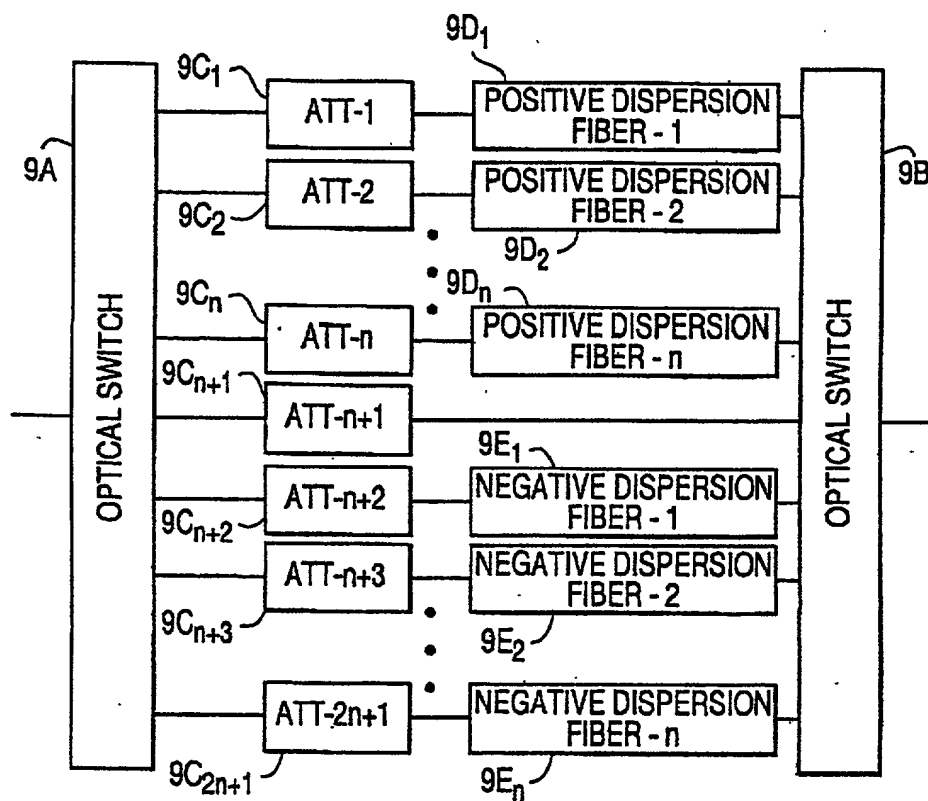 9D1
9C1
ATT-1
POSITIVE DISPERSION
FIBER - 1
9A
9B
9C2
ATT-2
POSITIVE DISPERSION
FIBER - 2
9D2
9Cn
9Dn
ATT-n
POSITIVE DISPERSION
FIBER - n
9Cn+1
ATT-n+1
OPTICAL SWITCH
OPTICAL SWITCH
9E1
ATT-n+2
NEGATIVE DISPERSION
FIBER - 1
9Cn+2
ATT-n+3
NEGATIVE DISPERSION
FIBER - 2
9Cn+3
9E2
ATT-2n+1
NEGATIVE DISPERSION
FIBER - n
9C2n+1
9En